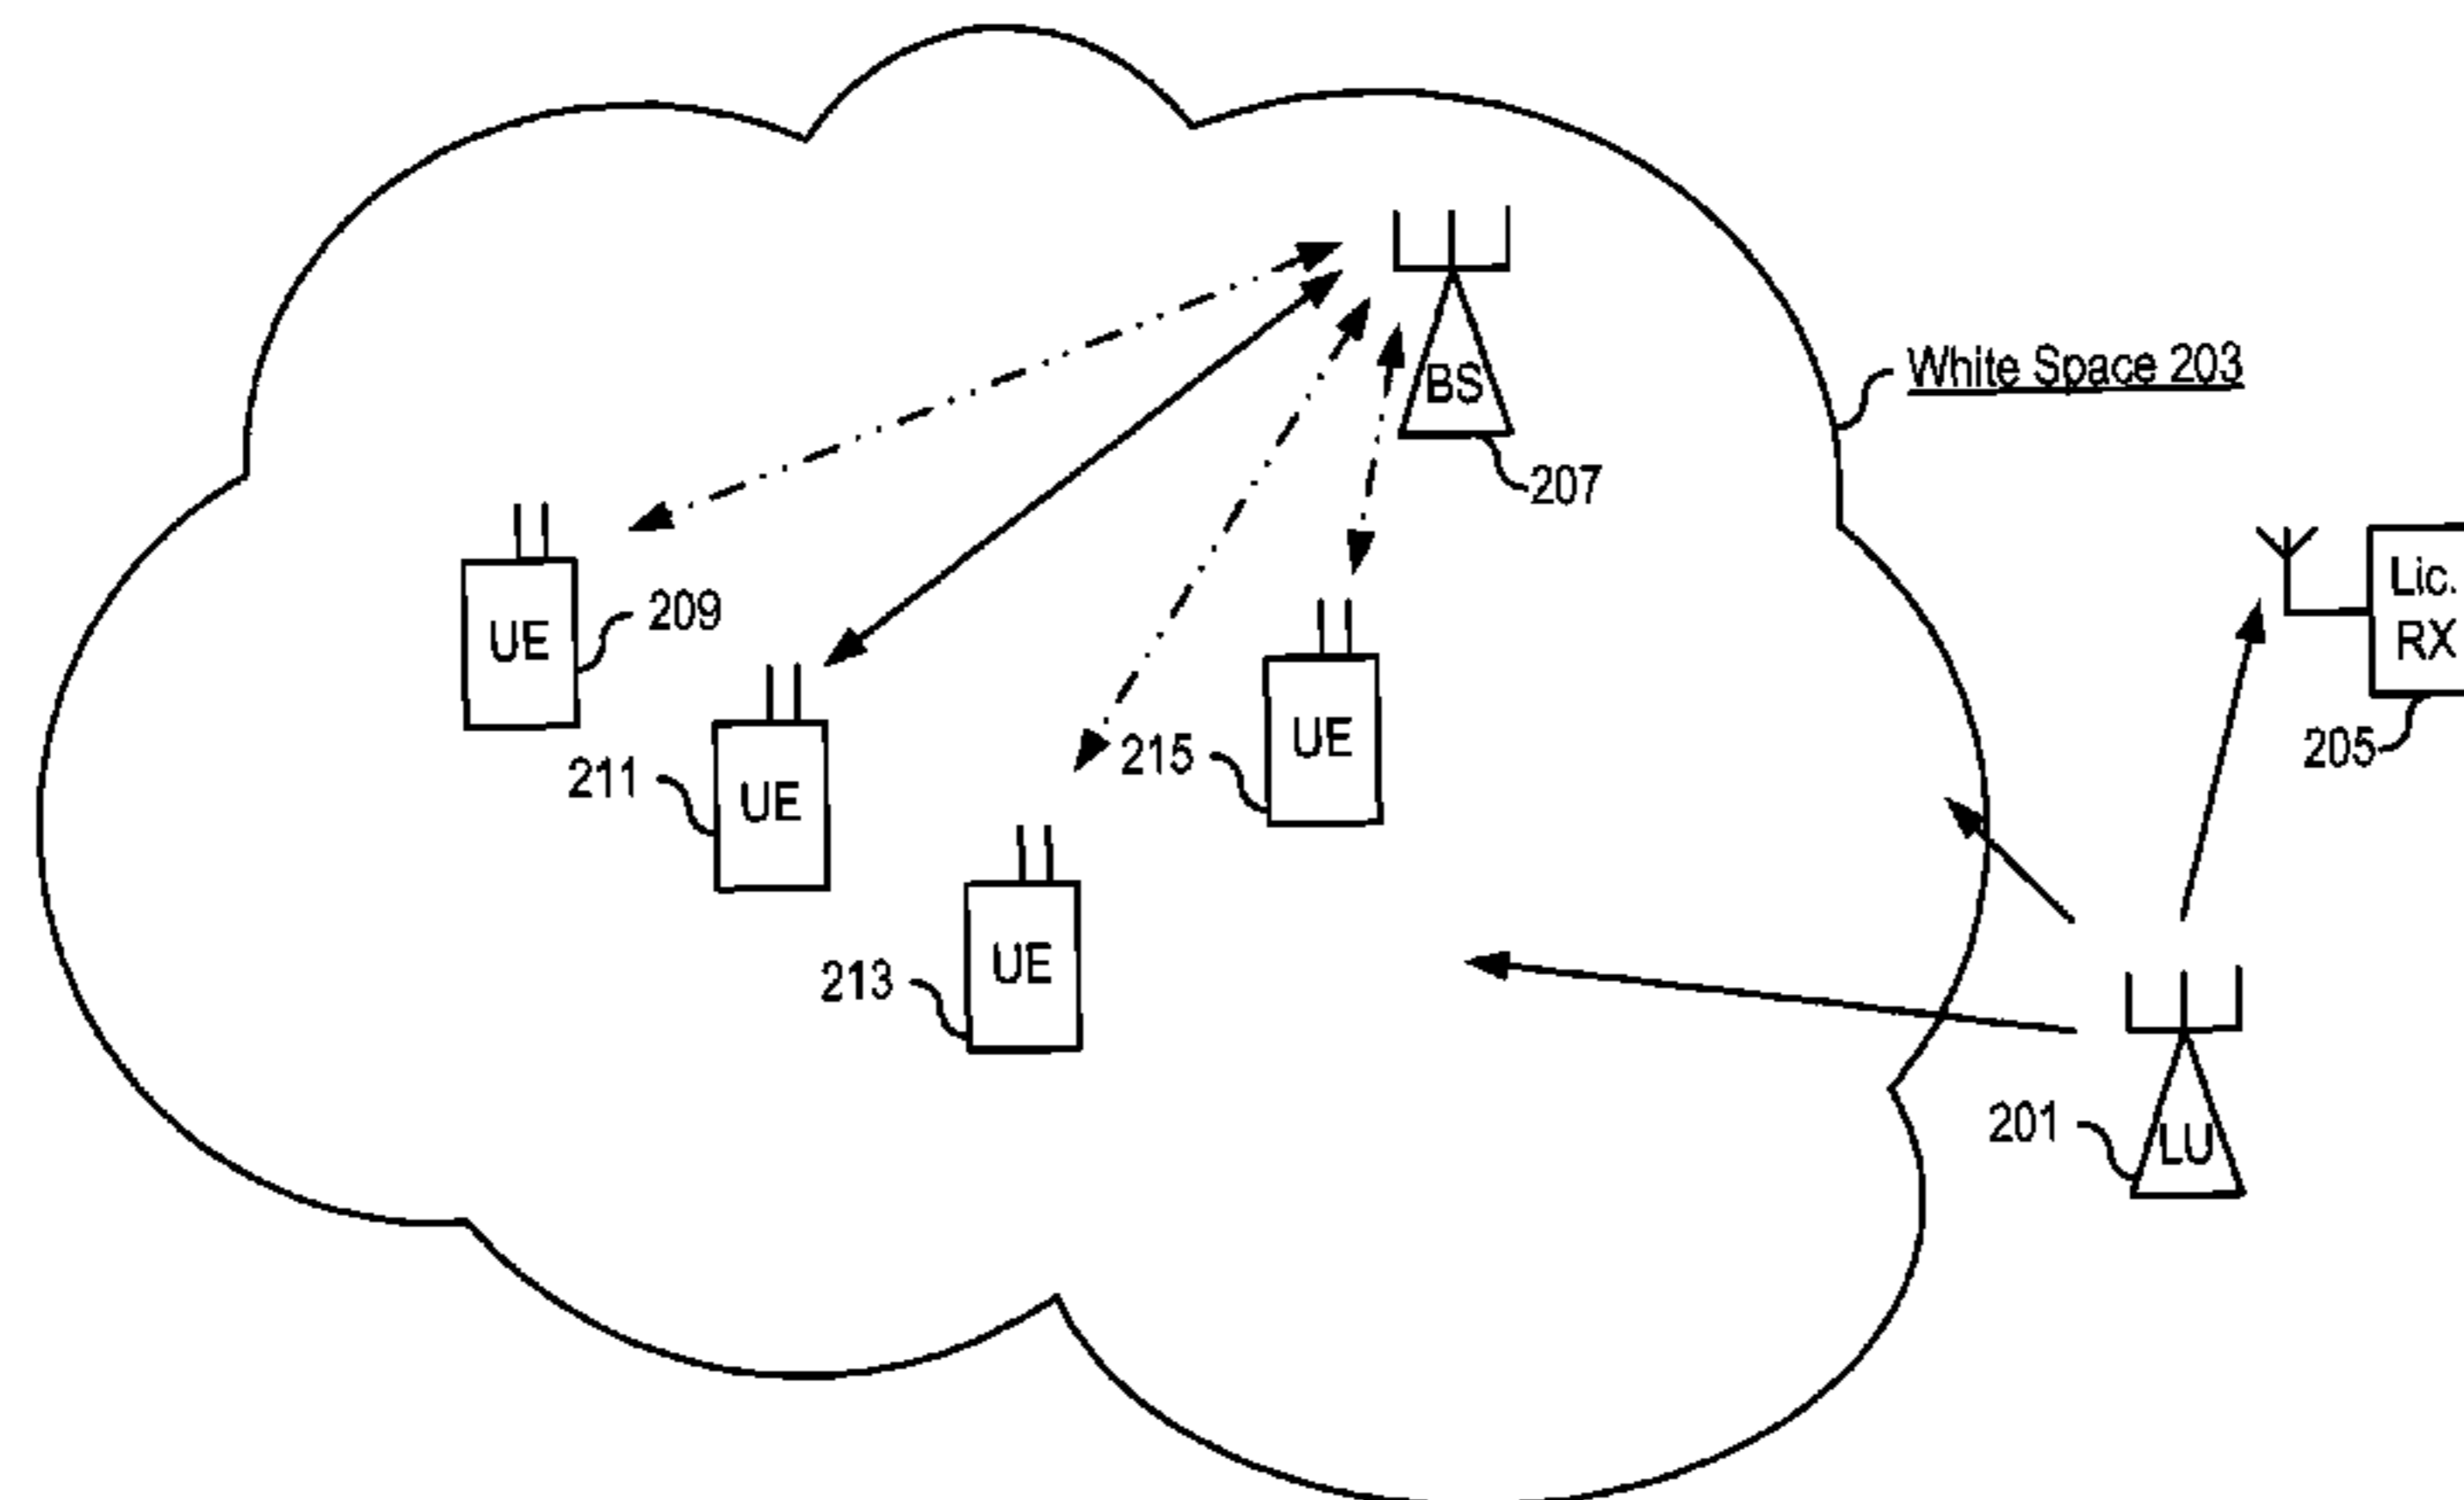 BS
White Space 203
207
Lic.
RX
209
UE
205
215
UE
211
UE
213
UE
201
LU